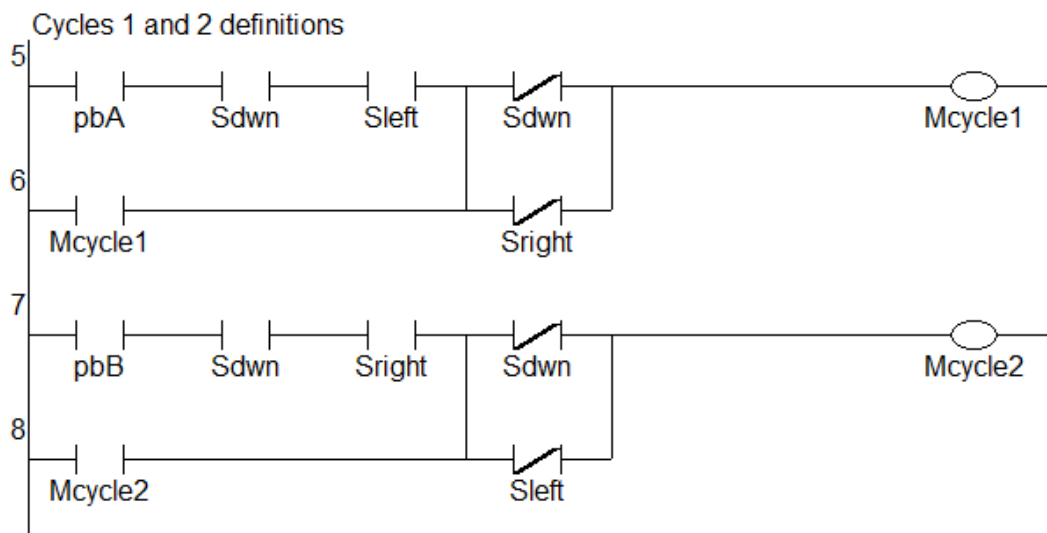 Cycles 1 and 2 definitions
5
pbA Sdwn Sleft Sdwn Mcycle1
6
Mcycle1 Sright
7
pbB Sdwn Sright Sdwn Mcycle2
8
Mcycle2 Sleft